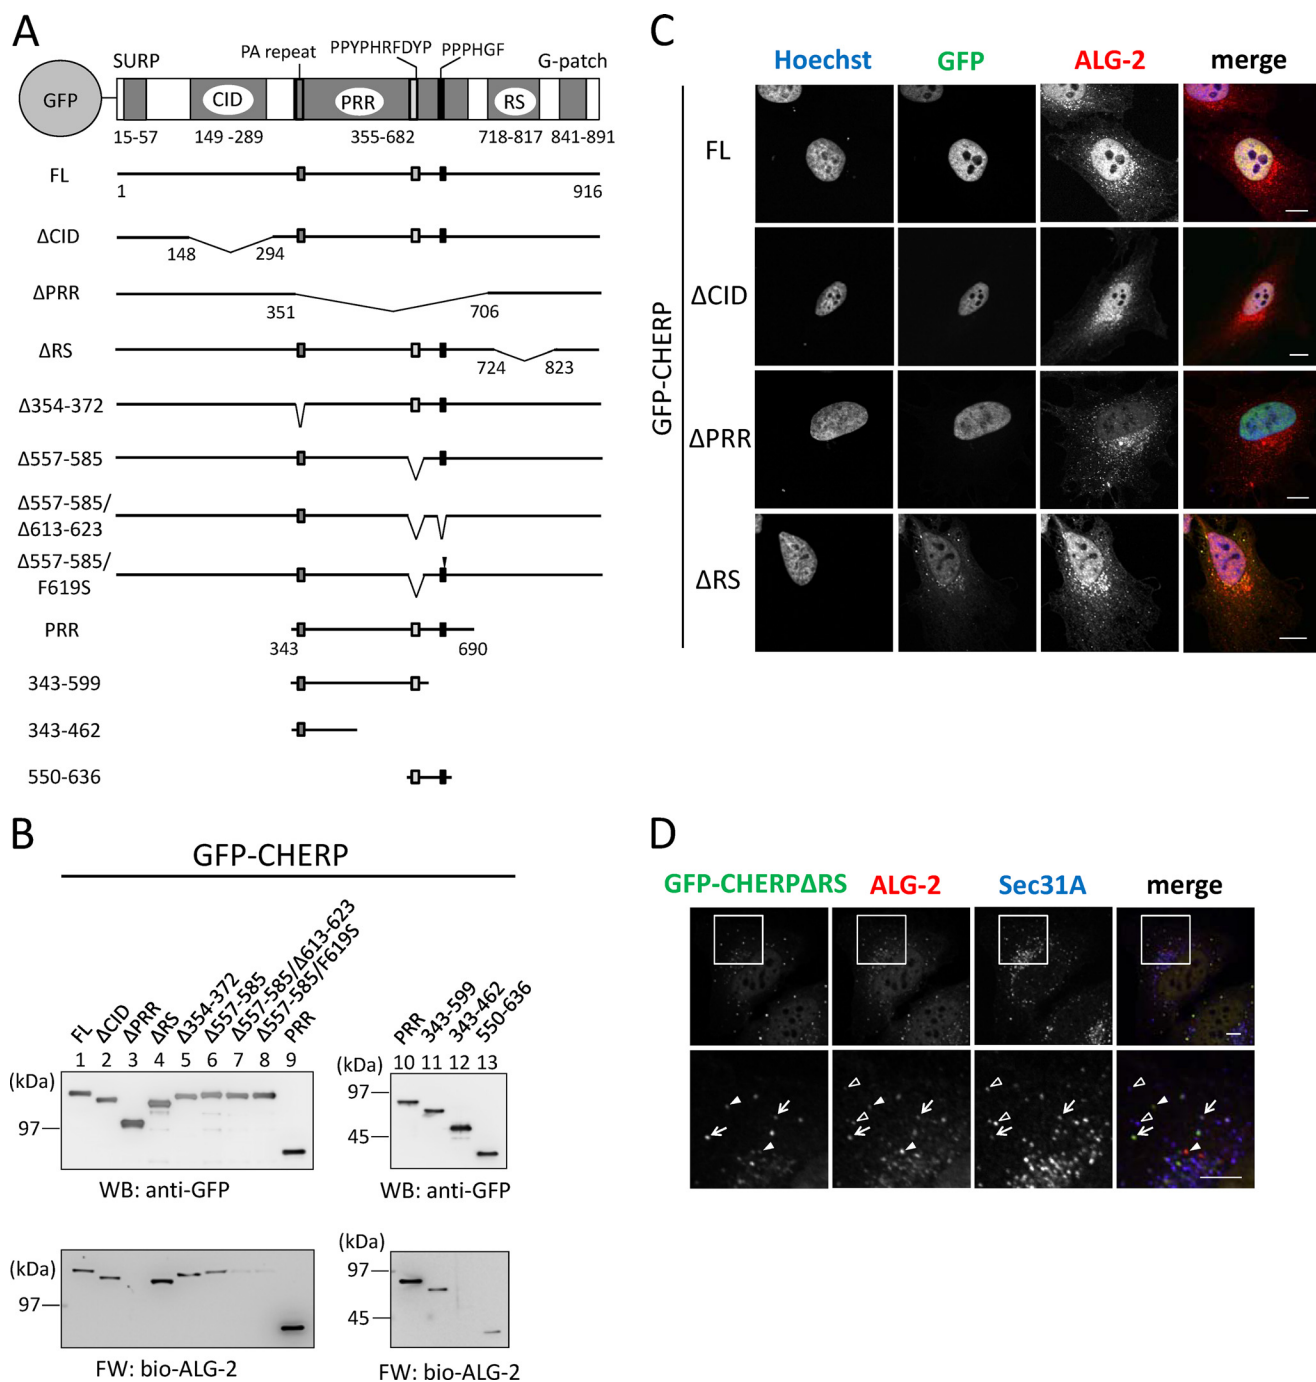 A
PA repeat
PPYPHRFDYP
PPPHGF
SURP
G-patch
GFP
CID
PRR
RS
15-57
149 -289
355-682
718-817
841-891
FL
1
916
ΔCID
148
294
ΔPRR
351
706
ΔRS
724
823
Δ354-372
Δ557-585
Δ557-585/
Δ613-623
Δ557-585/
F619S
PRR
343
690
343-599
343-462
550-636
B
GFP-CHERP
FL
ΔCID
ΔPRR
ΔRS
Δ354-372
Δ557-585
Δ557-585/Δ613-623
Δ557-585/F619S
PRR
1 2 3 4 5 6 7 8 9
(kDa)
97
WB: anti-GFP
(kDa)
97
FW: bio-ALG-2
PRR
343-599
343-462
550-636
10 11 12 13
(kDa)
97
45
WB: anti-GFP
(kDa)
97
45
FW: bio-ALG-2
C
Hoechst GFP ALG-2 merge
GFP-CHERP
FL
ΔCID
ΔPRR
ΔRS
D
GFP-CHERPΔRS ALG-2 Sec31A merge